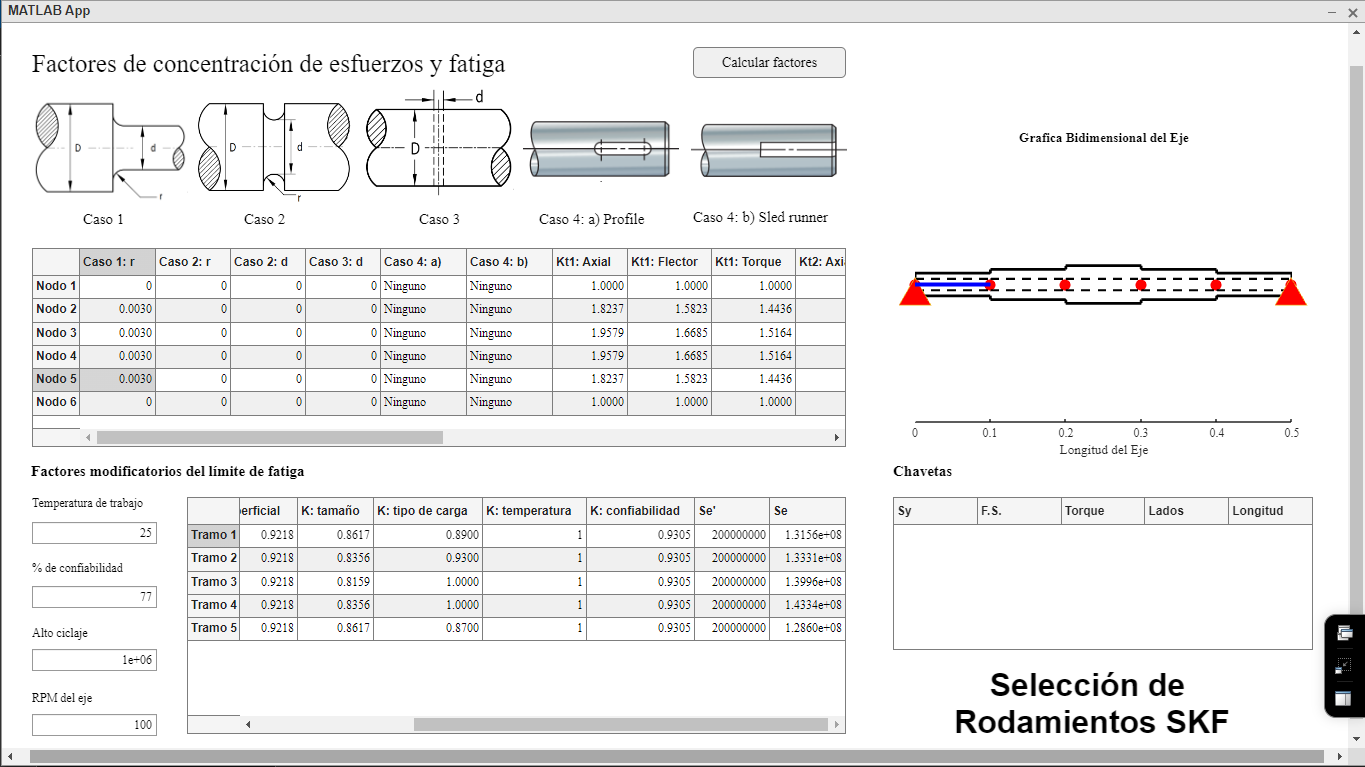 MATLAB App
Factores de concentración de esfuerzos y fatiga
Calcular factores
D d r
D d r
D d
Caso 1
Caso 2
Caso 3
Caso 4: a) Profile
Caso 4: b) Sled runner
Caso 1: r Caso 2: r Caso 2: d Caso 3: d Caso 4: a) Caso 4: b) Kt1: Axial Kt1: Flector Kt1: Torque Kt2: Axi
Nodo 1 0 0 0 0 Ninguno Ninguno 1.0000 1.0000 1.0000
Nodo 2 0.0030 0 0 0 Ninguno Ninguno 1.8237 1.5823 1.4436
Nodo 3 0.0030 0 0 0 Ninguno Ninguno 1.9579 1.6685 1.5164
Nodo 4 0.0030 0 0 0 Ninguno Ninguno 1.9579 1.6685 1.5164
Nodo 5 0.0030 0 0 0 Ninguno Ninguno 1.8237 1.5823 1.4436
Nodo 6 0 0 0 0 Ninguno Ninguno 1.0000 1.0000 1.0000
Grafica Bidimensional del Eje
0 0.1 0.2 0.3 0.4 0.5
Longitud del Eje
Factores modificatorios del límite de fatiga
Temperatura de trabajo
25
% de confiabilidad
77
Alto ciclaje
1e+06
RPM del eje
100
erficial K: tamaño K: tipo de carga K: temperatura K: confiabilidad Se' Se
Tramo 1 0.9218 0.8617 0.8900 1 0.9305 200000000 1.3156e+08
Tramo 2 0.9218 0.8356 0.9300 1 0.9305 200000000 1.3331e+08
Tramo 3 0.9218 0.8159 1.0000 1 0.9305 200000000 1.3996e+08
Tramo 4 0.9218 0.8356 1.0000 1 0.9305 200000000 1.4334e+08
Tramo 5 0.9218 0.8617 0.8700 1 0.9305 200000000 1.2860e+08
Chavetas
Sy F.S. Torque Lados Longitud
Selección de
Rodamientos SKF